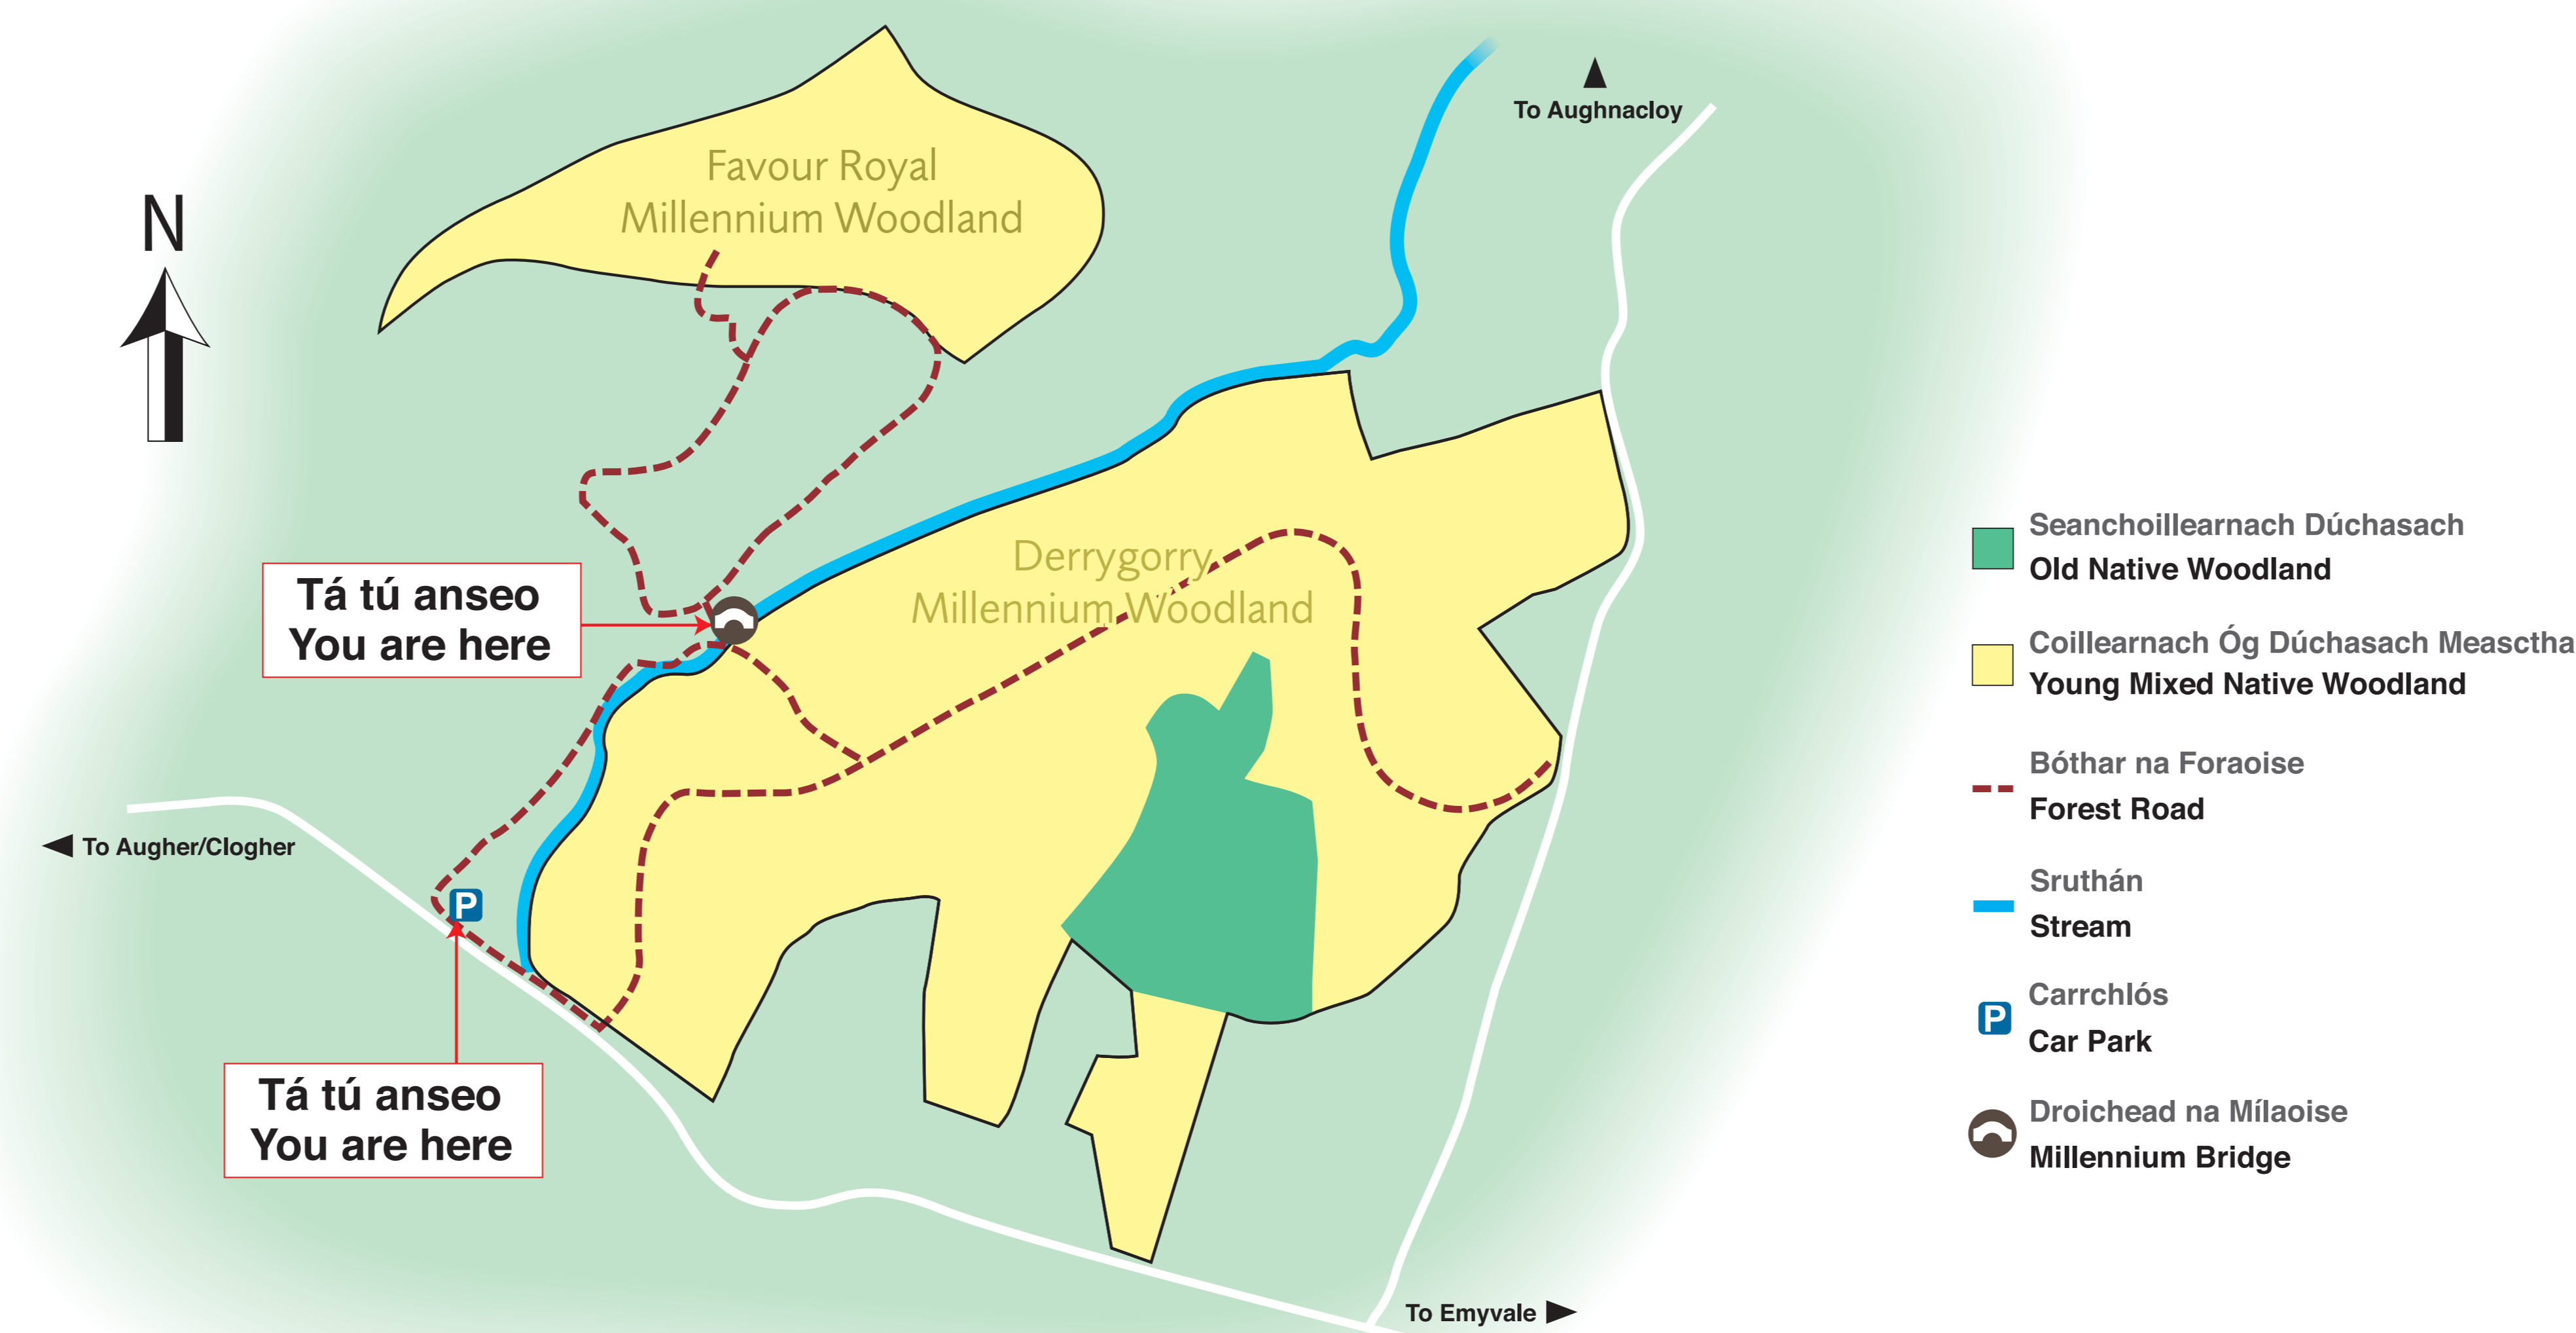 To Aughnacloy
Favour Royal
Millennium Woodland
N
Derrygorry
Millennium Woodland
Tá tú anseo
You are here
To Augher/Clogher
P
Tá tú anseo
You are here
To Emyvale
Seanchoillearnach Dúchasach
Old Native Woodland
Coillearnach Óg Dúchasach Measctha
Young Mixed Native Woodland
Bóthar na Foraoise
Forest Road
Sruthán
Stream
P
Carrchlós
Car Park
Droichead na Mílaoise
Millennium Bridge